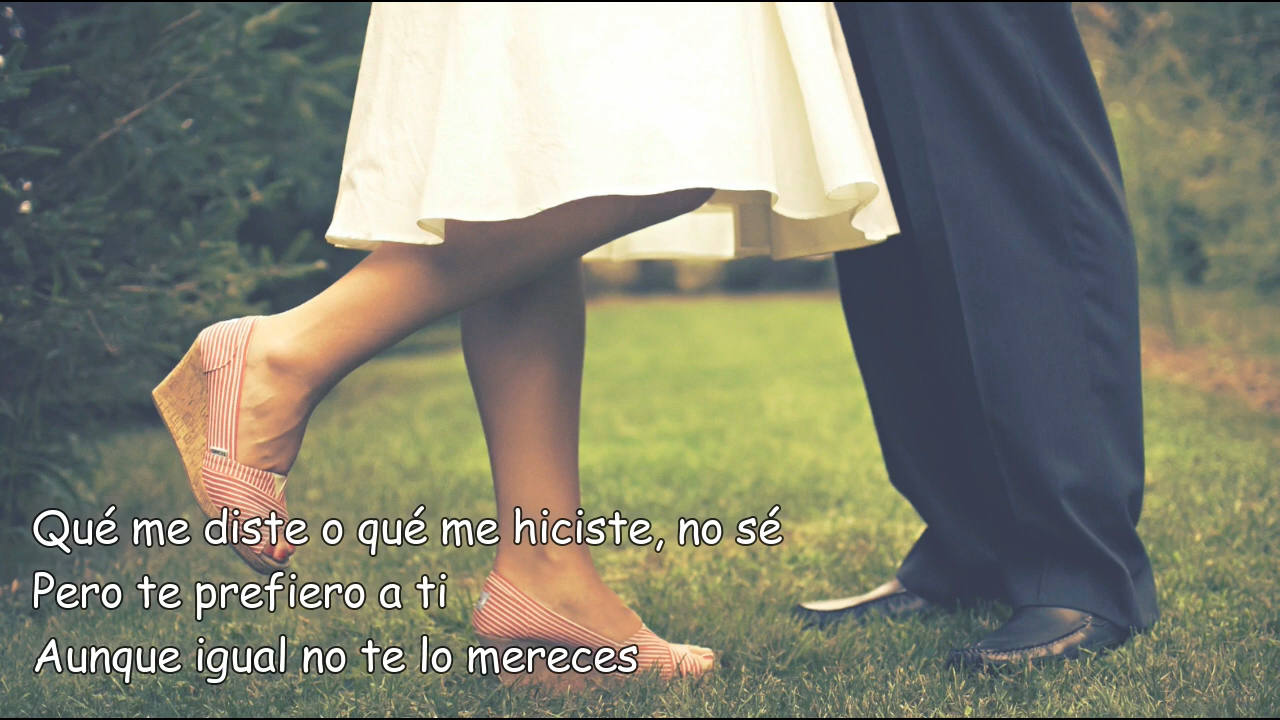 Qué me diste o qué me hiciste, no sé
Pero te prefiero a ti
Aunque igual no te lo mereces